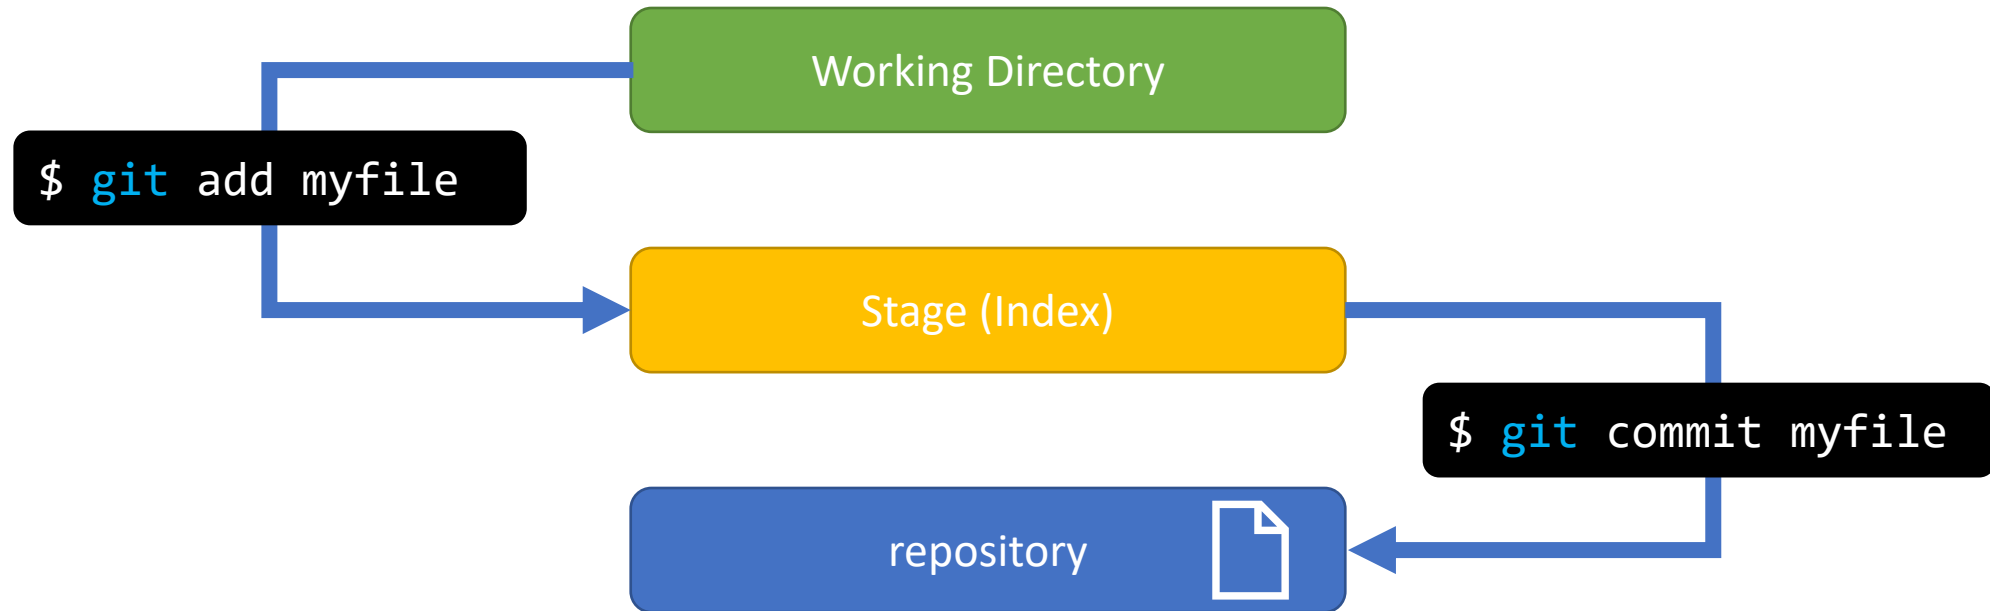 Working Directory
$ git add myfile
Stage (Index)
$ git commit myfile
repository